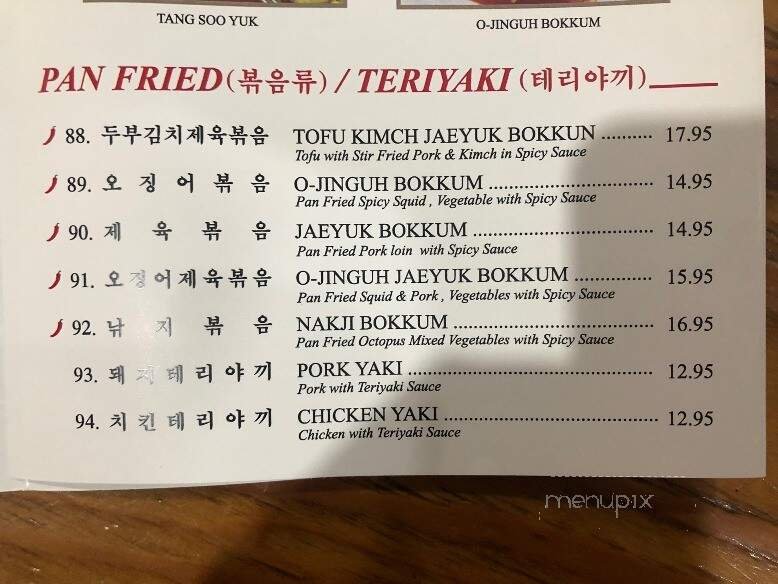 TANG SOO YUK
O-JINGUH BOKKUM
PAN FRIED(볶음류) / TERIYAKI (테리야끼)
88. 두부김치제육볶음 TOFU KIMCH JAEYUK BOKKUN .......... 17.95
Tofu with Stir Fried Pork & Kimch in Spicy Sauce
89. 오징어볶음 O-JINGUH BOKKUM ................................. 14.95
Pan Fried Spicy Squid , Vegetable with Spicy Sauce
90. 제육볶음 JAEYUK BOKKUM .................................... 14.95
Pan Fried Pork loin with Spicy Sauce
91. 오징어제육볶음 O-JINGUH JAEYUK BOKKUM ............... 15.95
Pan Fried Squid & Pork , Vegetables with Spicy Sauce
92. 낚지볶음 NAKJI BOKKUM ........................................ 16.95
Pan Fried Octopus Mixed Vegetables with Spicy Sauce
93. 돼지테리야끼 PORK YAKI ................................................. 12.95
Pork with Teriyaki Sauce
94. 치킨테리야끼 CHICKEN YAKI ........................................... 12.95
Chicken with Teriyaki Sauce
menupix